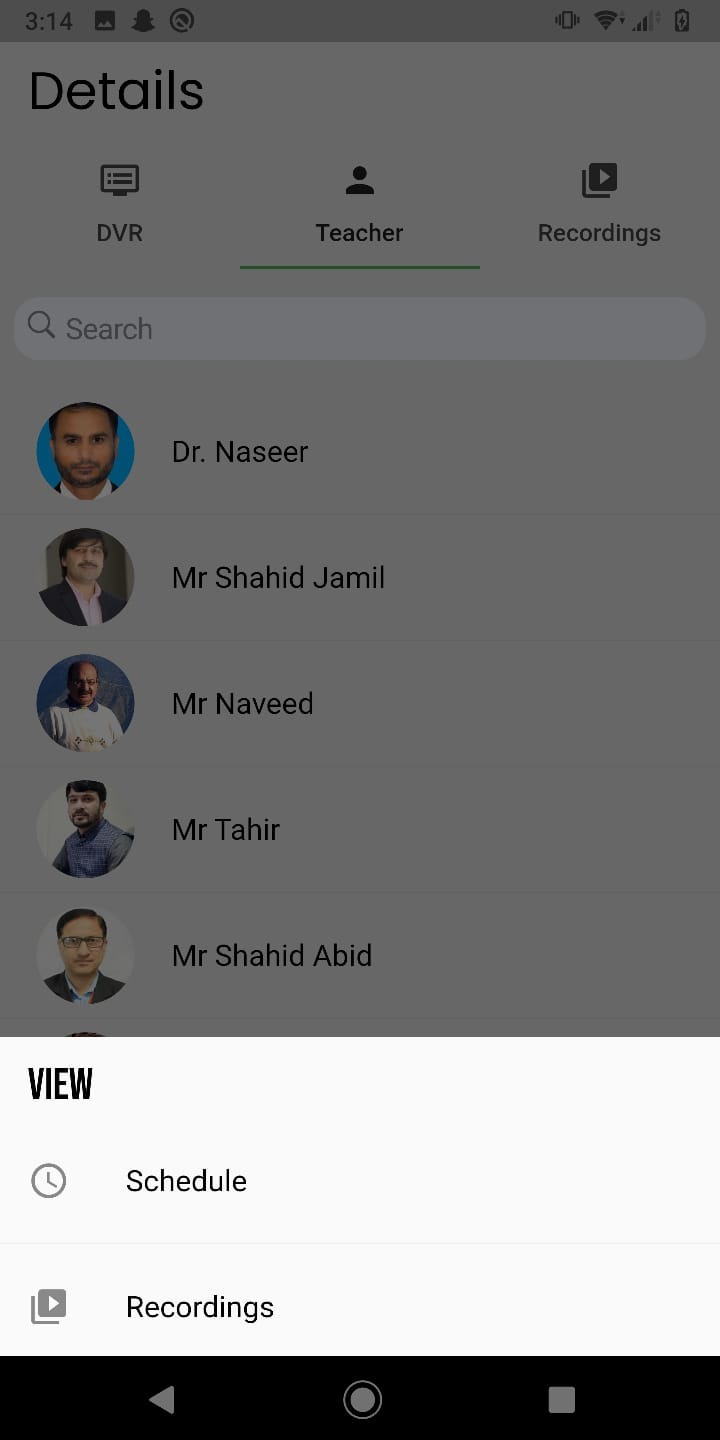 3:14
Details
DVR
Teacher
Recordings
Search
Dr. Naseer
Mr Shahid Jamil
Mr Naveed
Mr Tahir
Mr Shahid Abid
VIEW
Schedule
Recordings